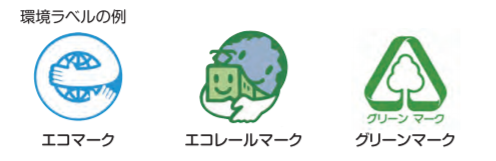 環境ラベルの例
グリーン マーク
エコマーク
エコレールマーク
グリーンマーク